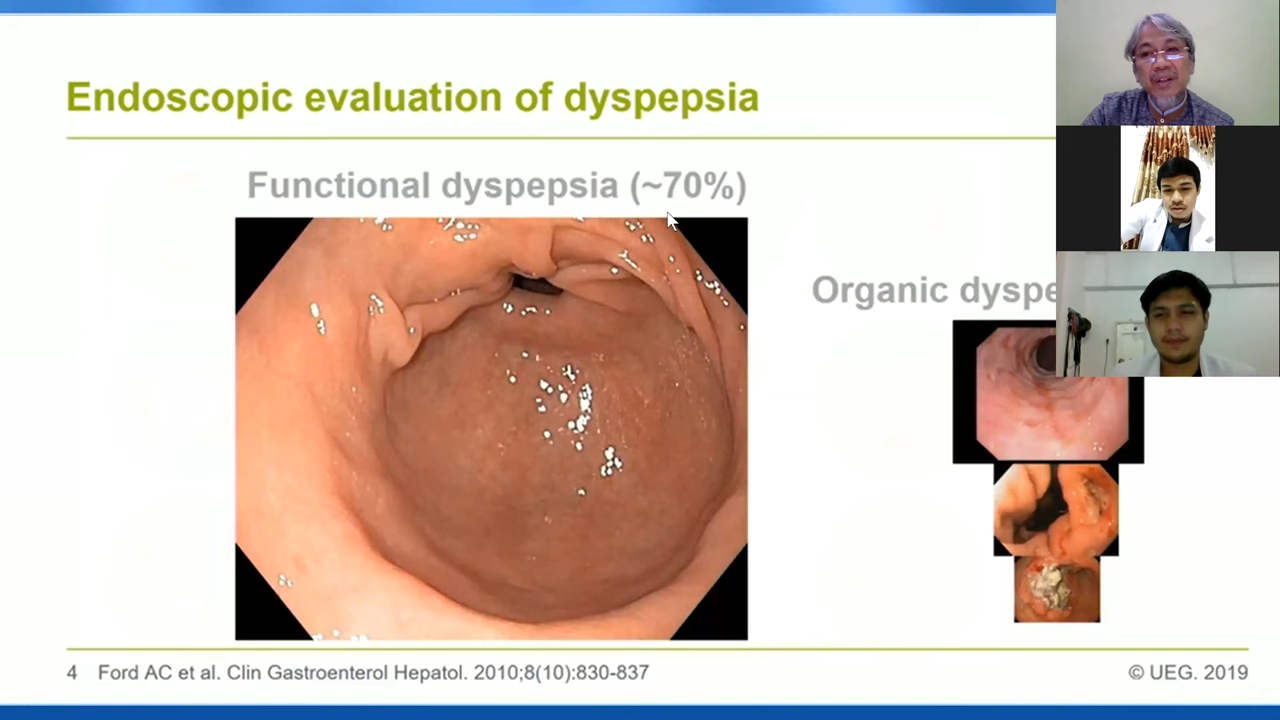 Endoscopic evaluation of dyspepsia
Functional dyspepsia (~70%)
Organic dyspe
4 Ford AC et al. Clin Gastroenterol Hepatol. 2010;8(10):830-837
© UEG. 2019